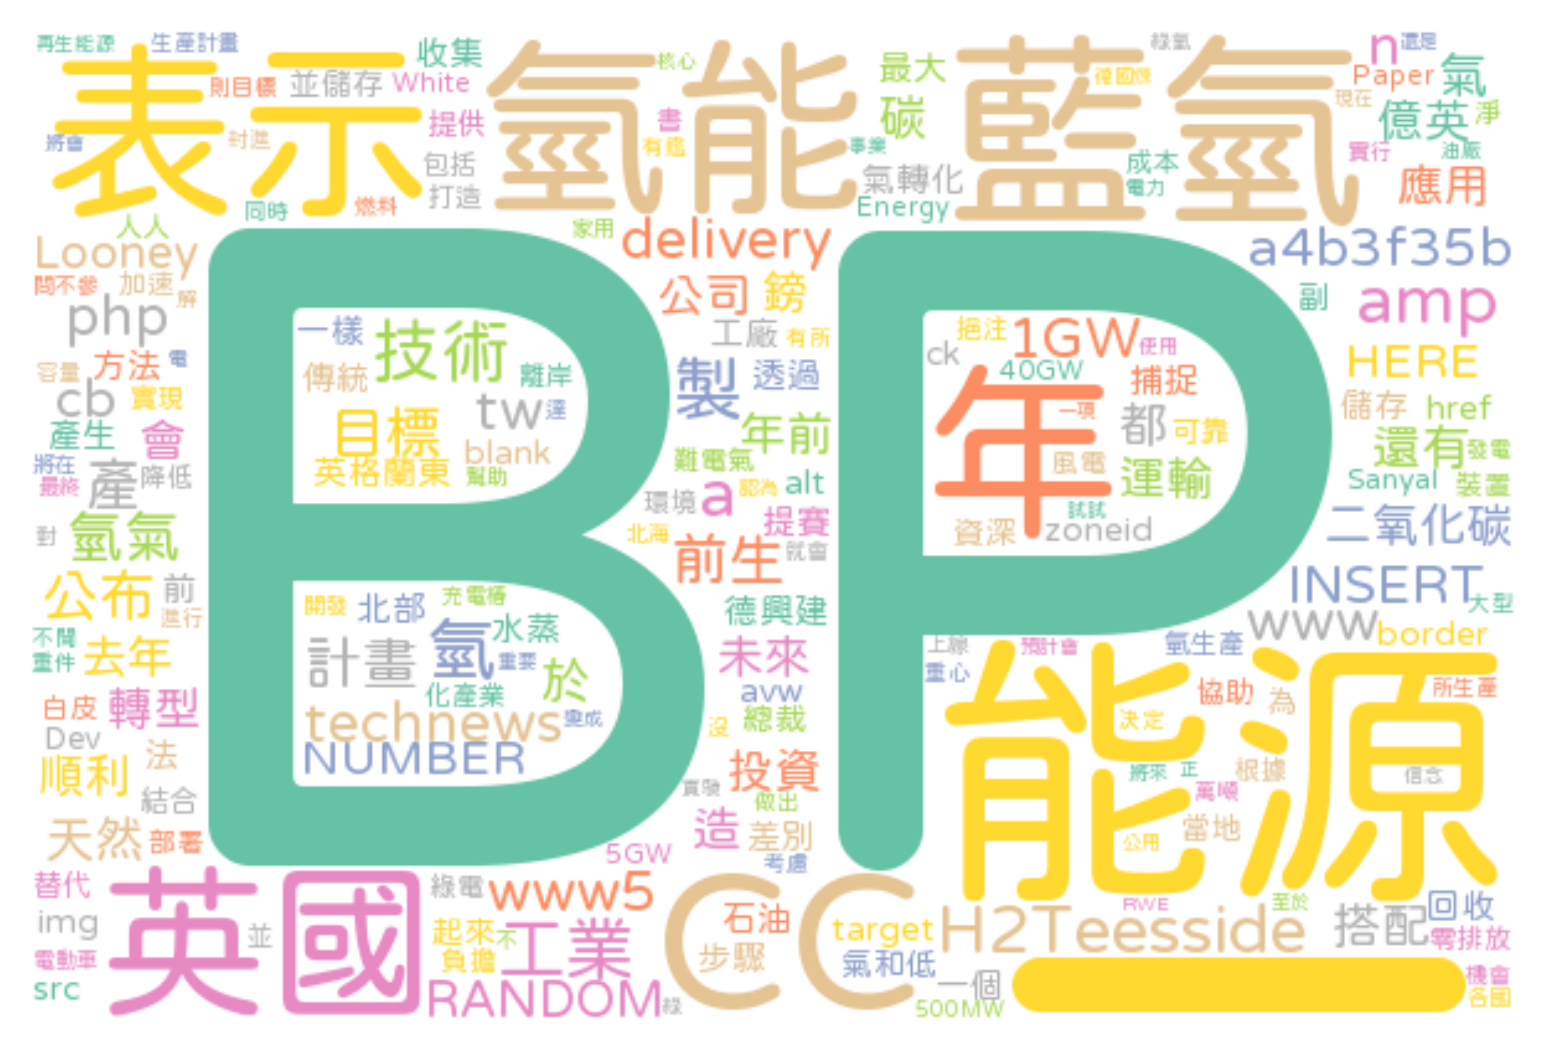 再生能源 生產計畫 收集 核心 最大 綠氫 n 還是
表示 氫能 藍氫
則目標 並儲存 White 德國煤 Paper 氣
現在
將會 封進 提供 書 碳 億英 淨
包括 有鑑 事業 成本 實行 油廠
打造 氣轉化 電力 應用
同時 燃料 Energy
人人 家用 delivery a4b3f35b
Looney BP
問不參 加速 解 公司 鎊 副 amp
php 一樣 技術 工廠 有所 挹注 1GW 使用
方法 電 傳統 離岸 製 透過 ck 40GW 捕捉 HERE
容量 cb 實現 目標 tw 達 年 一項 都 可靠 儲存 href
產生 會 blank 年前 還有 發電
將在 最終 產 降低 英格蘭東 幫助 難電氣 風電 運輸 Sanyal 裝置
環境 a 認為 alt 試試
對 氫氣 北海 提賽 資深 zoneid 二氧化碳
前生 就會
公布 前 開發 北部 充電樁 德興建 INSERT 大型
進行 水蒸 www border
不聞 重件 去年 計畫 氫 重要 於 未來 上線 預計會 氫生產
化產業 avw 重心 能源 協助 為 所生產
白皮 轉型 technews 變成 沒 總裁 決定
Dev 法 NUMBER 投資 將來 正 根據 信念
順利 結合 實驗 做出 萬噸
天然 部署 造 差別 公用 當地
5GW 考慮
替代 英國 綠電 www5 CC RWE 至於 回收
img 並 起來 不 工業 石油 target H2Teesside 搭配 零排放
電動車 負擔 步驟 氣和低 機會
src RANDOM 綠 一個 各國
500MW